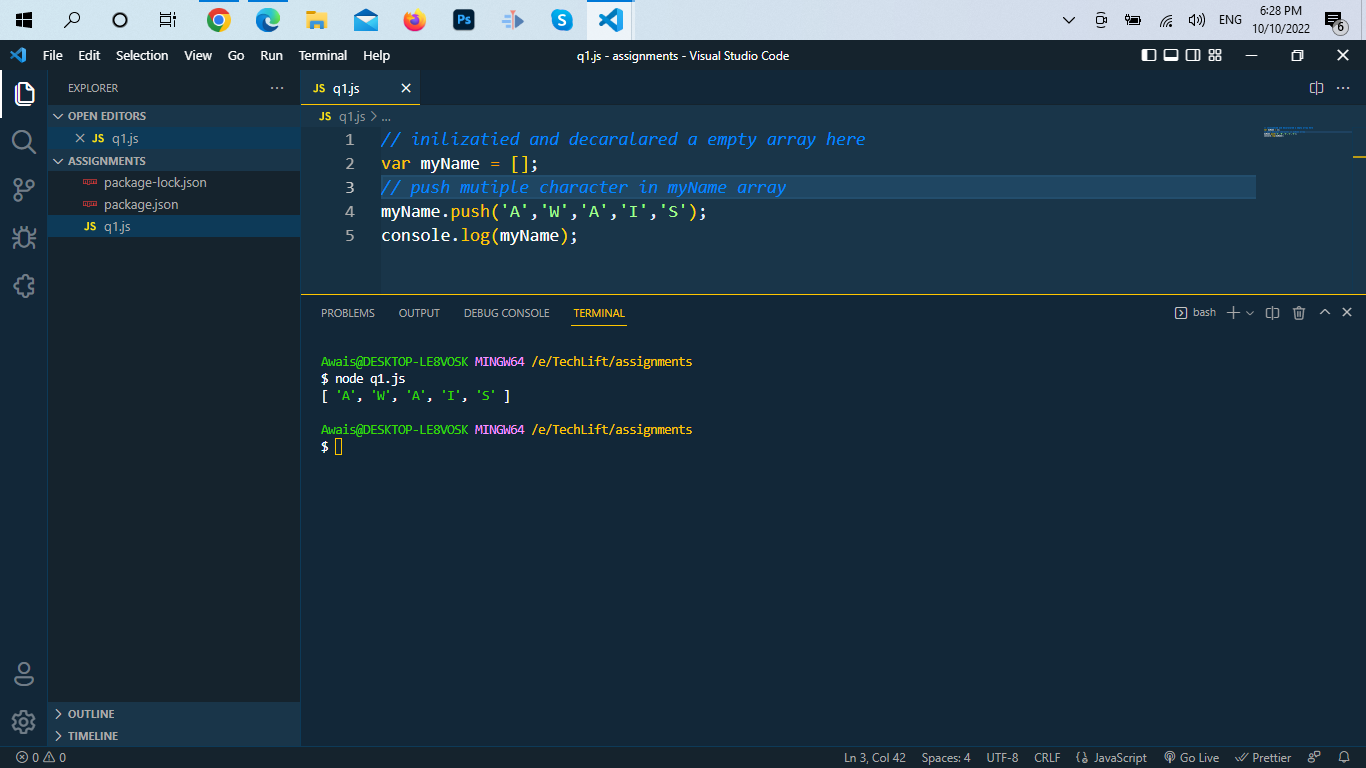 Ps
S
ENG
6:28 PM
10/10/2022
6
File Edit Selection View Go Run Terminal Help
q1.js - assignments - Visual Studio Code
EXPLORER
OPEN EDITORS
JS q1.js
ASSIGNMENTS
package-lock.json
package.json
JS q1.js
OUTLINE
TIMELINE
JS q1.js
JS q1.js > ...
1 // inilizatied and decaralared a empty array here
2 var myName = [];
3 // push mutiple character in myName array
4 myName.push('A','W','A','I','S');
5 console.log(myName);
PROBLEMS OUTPUT DEBUG CONSOLE TERMINAL
bash
Awais@DESKTOP-LE8VOSK MINGW64 /e/TechLift/assignments
$ node q1.js
[ 'A', 'W', 'A', 'I', 'S' ]
Awais@DESKTOP-LE8VOSK MINGW64 /e/TechLift/assignments
$
0 0 Ln 3, Col 42 Spaces: 4 UTF-8 CRLF {} JavaScript Go Live Prettier